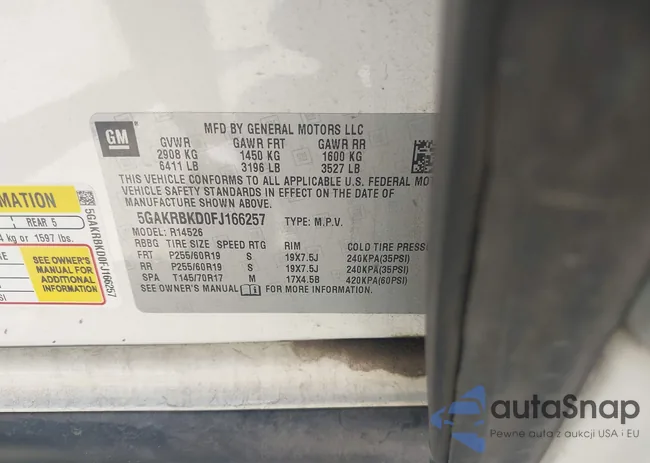 GM
MFD BY GENERAL MOTORS LLC
GVWR GAWR FRT GAWR RR
2908 KG 1450 KG 1600 KG
6411 LB 3196 LB 3527 LB
THIS VEHICLE CONFORMS TO ALL APPLICABLE U.S. FEDERAL MO
VEHICLE SAFETY STANDARDS IN EFFECT ON THE DATE OF
MANUFACTURE SHOWN ABOVE.
5GAKRBKD0FJ166257 TYPE: M.P.V.
MODEL: R14526
RBBG TIRE SIZE SPEED RTG RIM COLD TIRE PRESS
FRT P255/60R19 S 19X7.5J 240KPA(35PSI)
RR P255/60R19 S 19X7.5J 240KPA(35PSI)
SPA T145/70R17 M 17X4.5B 420KPA(60PSI)
SEE OWNER'S MANUAL FOR MORE INFORMATION.
MATION
REAR 5
4 kg or 1597 lbs.
SEE OWNER'S
MANUAL FOR
ADDITIONAL
INFORMATION
5GAKRBKD0FJ166257
autaSnap
Pewne auta z aukcji USA i EU